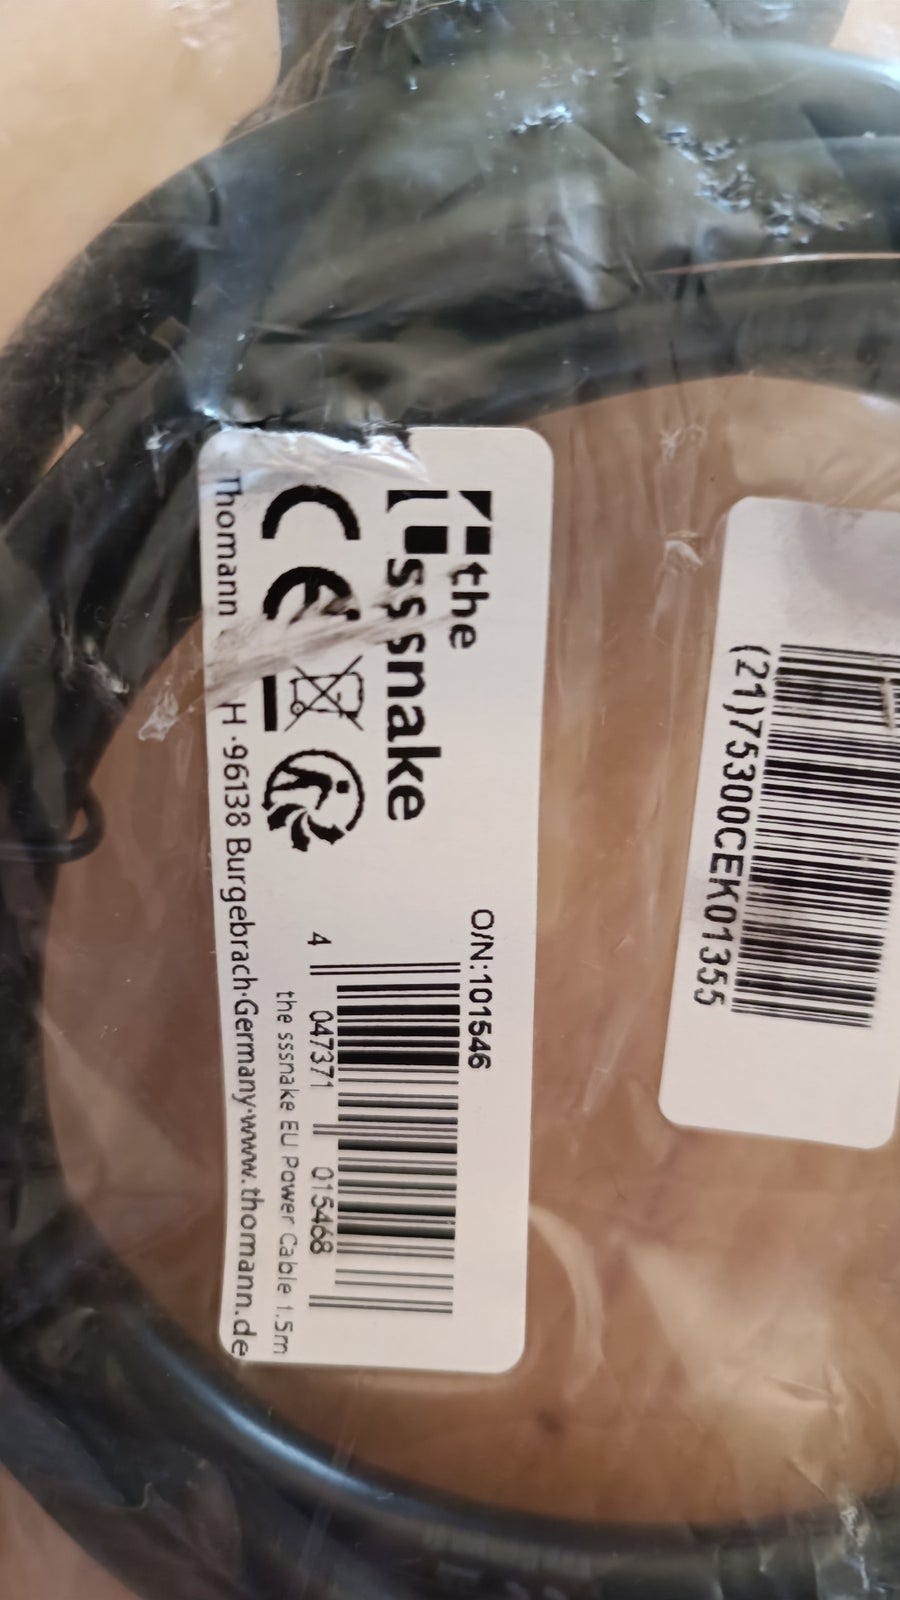 the
sssnake
O/N:101546
4 047371 015468
the sssnake EU Power Cable 1.5m
Thomann H·96138 Burgebrach·Germany·www.thomann.de
(21)75300CEK01355